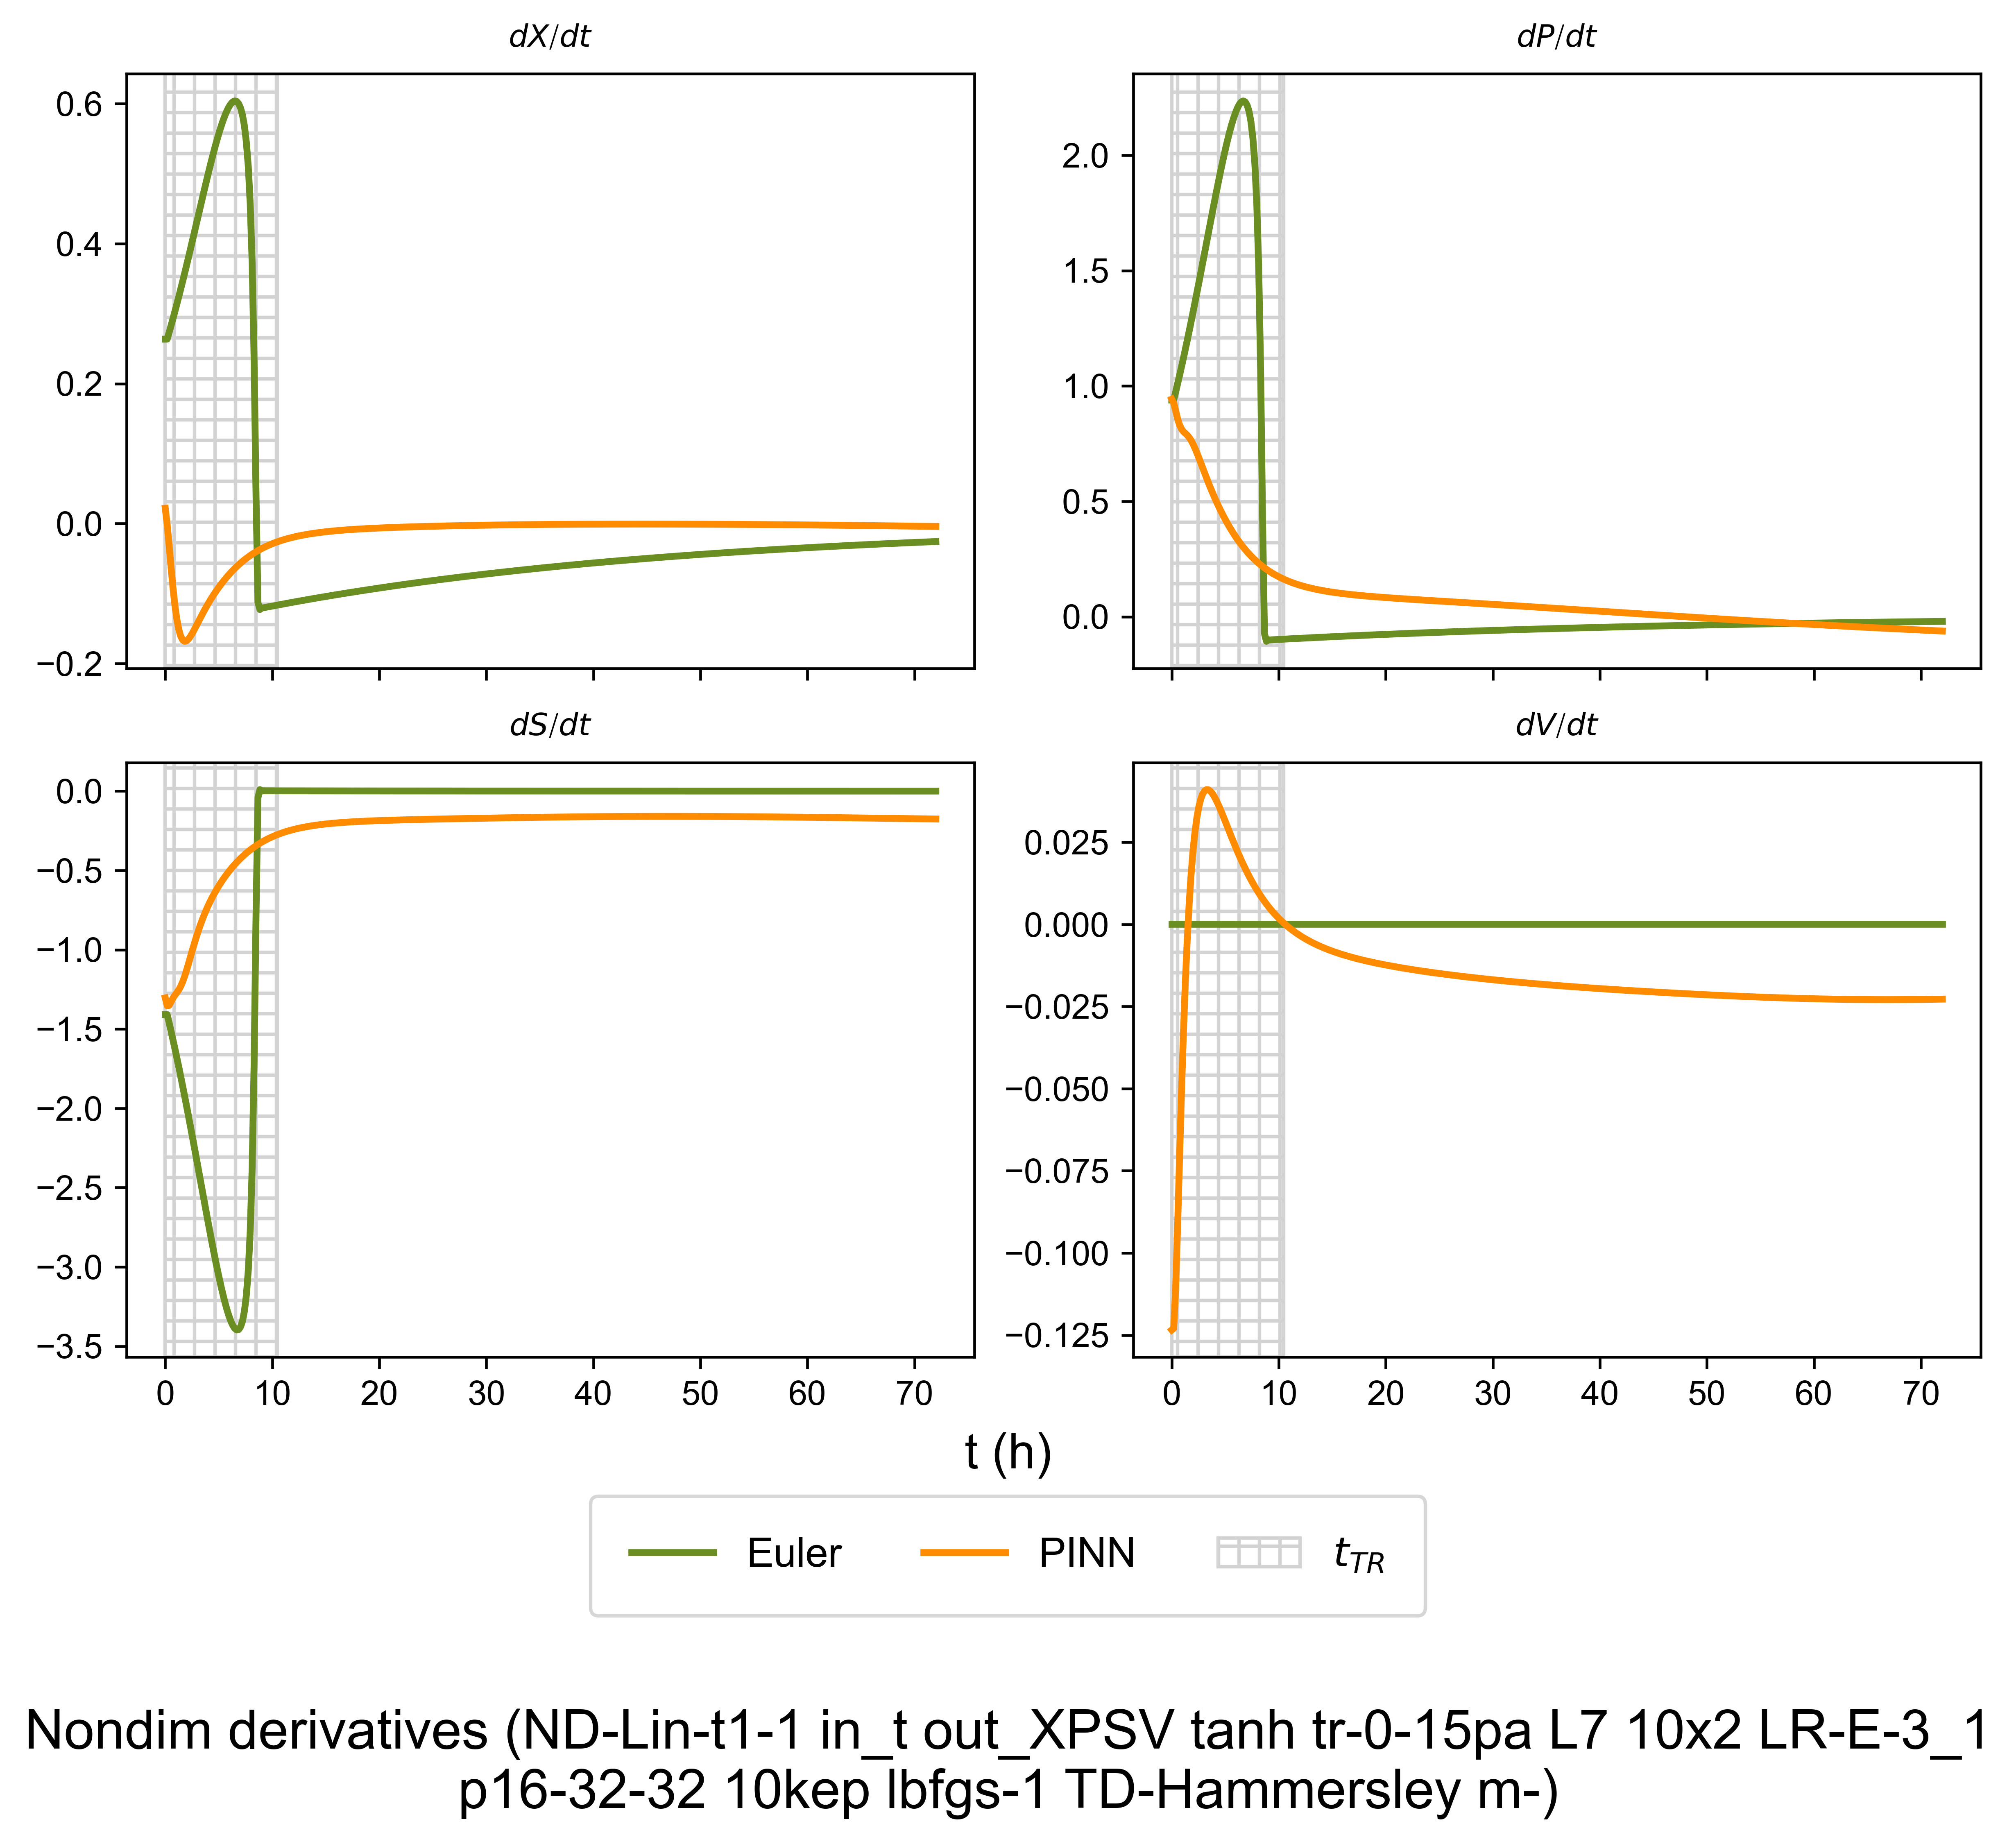 dX/dt
dP/dt
0.6
0.4
0.2
0.0
−0.2
2.0
1.5
1.0
0.5
0.0
dS/dt
dV/dt
0.0
−0.5
−1.0
−1.5
−2.0
−2.5
−3.0
−3.5
0.025
0.000
−0.025
−0.050
−0.075
−0.100
−0.125
0 10 20 30 40 50 60 70
0 10 20 30 40 50 60 70
t (h)
Euler PINN t_{TR}
Nondim derivatives (ND-Lin-t1-1 in_t out_XPSV tanh tr-0-15pa L7 10x2 LR-E-3_1
p16-32-32 10kep lbfgs-1 TD-Hammersley m-)